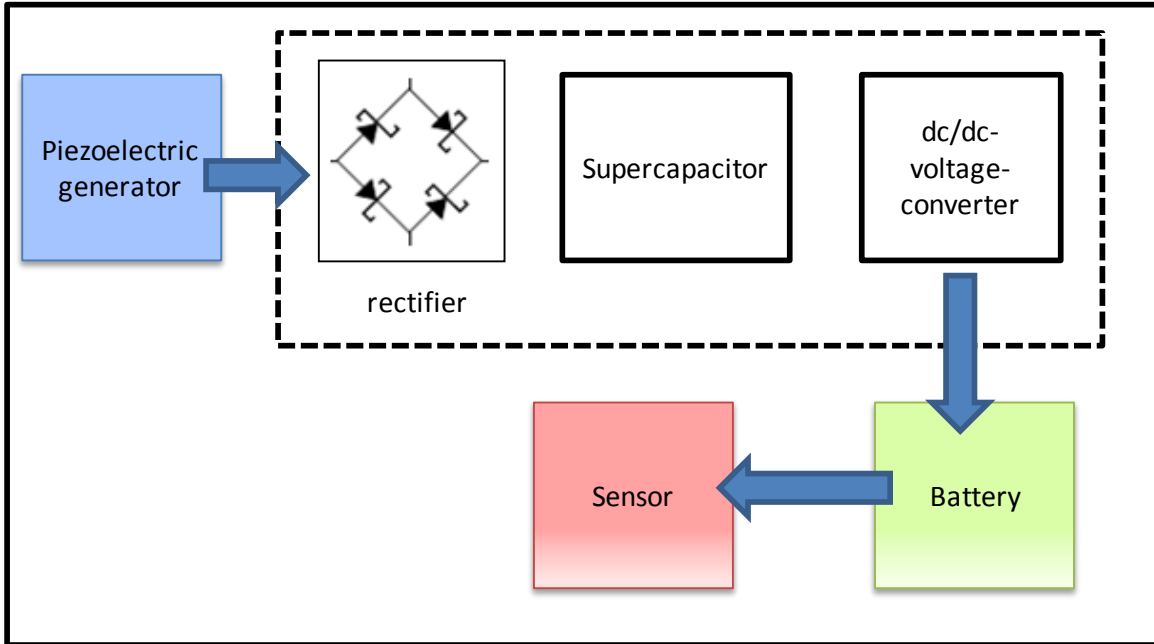 Piezoelectric
generator
rectifier
Supercapacitor
dc/dc-
voltage-
converter
Sensor
Battery